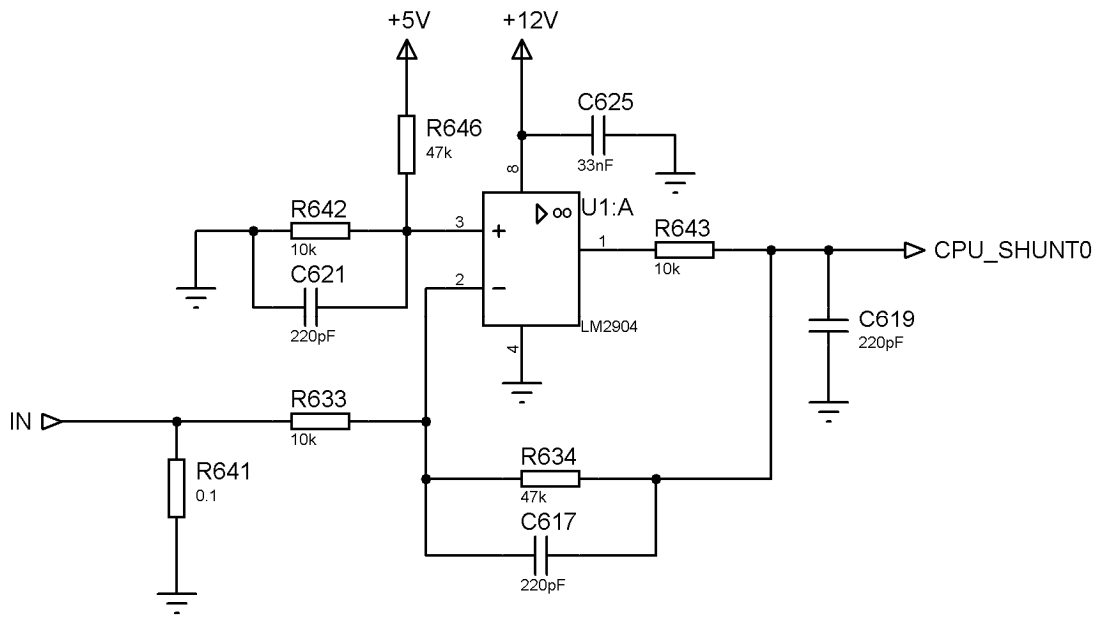 +5V
+12V
C625
33nF
R646
47k
8
U1:A
R642
10k
3
+
1
R643
10k
CPU_SHUNT0
C621
220pF
2
−
LM2904
4
C619
220pF
IN
R633
10k
R641
0.1
R634
47k
C617
220pF